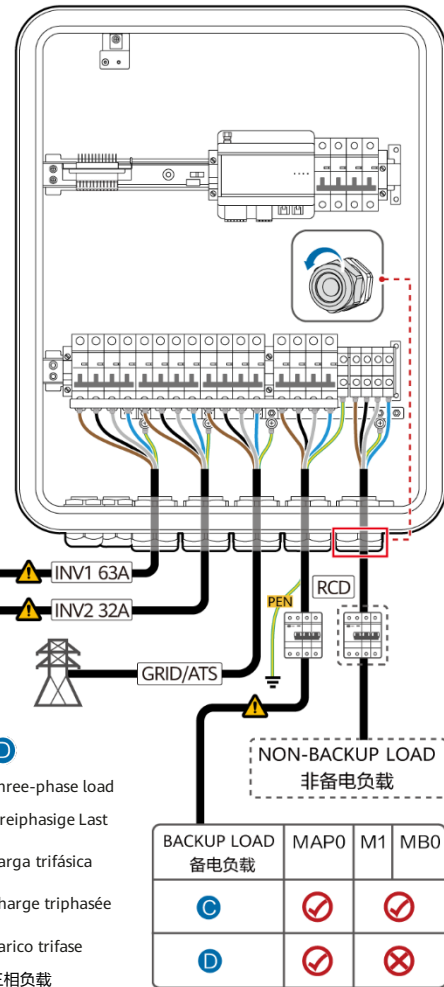 INV1 63A
INV2 32A
PEN
RCD
GRID/ATS
NON-BACKUP LOAD
非备电负载
D
hree-phase load
reiphasige Last
arga trifásica
harge triphasée
arico trifase
三相负载
BACKUP LOAD
备电负载
MAP0
M1
MB0
C
D